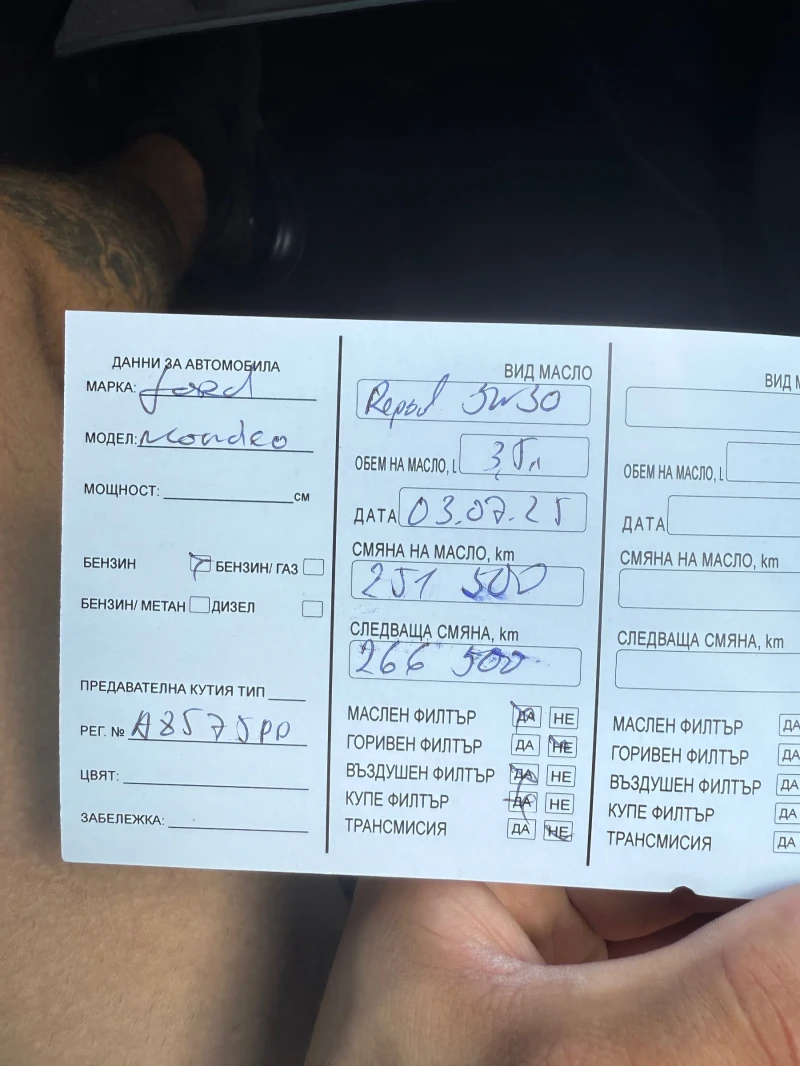 ДАННИ ЗА АВТОМОБИЛА
МАРКА: Ford
МОДЕЛ: Mondeo
МОЩНОСТ: СМ
БЕНЗИН БЕНЗИН/ ГАЗ
БЕНЗИН/ МЕТАН ДИЗЕЛ
ПРЕДАВАТЕЛНА КУТИЯ ТИП
РЕГ. № A8575PP
ЦВЯТ:
ЗАБЕЛЕЖКА:
ВИД МАСЛО
Repsol 5W30
ОБЕМ НА МАСЛО, L
ДАТА 03.07.25
СМЯНА НА МАСЛО, km
251 500
СЛЕДВАЩА СМЯНА, km
266 500
МАСЛЕН ФИЛТЪР ДА НЕ
ГОРИВЕН ФИЛТЪР ДА НЕ
ВЪЗДУШЕН ФИЛТЪР ДА НЕ
КУПЕ ФИЛТЪР ДА НЕ
ТРАНСМИСИЯ ДА НЕ
ВИД М
ОБЕМ НА МАСЛО, L
ДАТА
СМЯНА НА МАСЛО, km
СЛЕДВАЩА СМЯНА, km
МАСЛЕН ФИЛТЪР ДА
ГОРИВЕН ФИЛТЪР ДА
ВЪЗДУШЕН ФИЛТЪР ДА
КУПЕ ФИЛТЪР ДА
ТРАНСМИСИЯ ДА